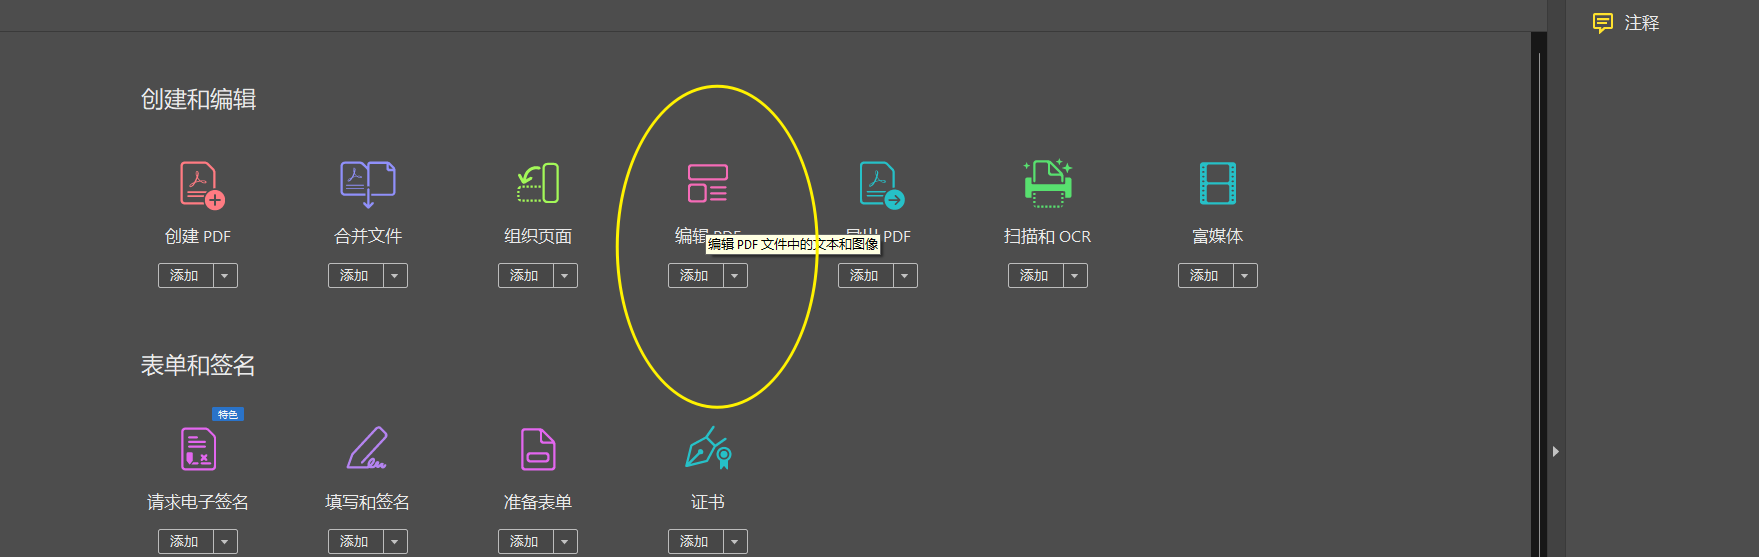 注释
创建和编辑
创建 PDF
合并文件
组织页面
编辑 PDF
导出 PDF
扫描和 OCR
富媒体
编辑 PDF 文件中的文本和图像
添加
添加
添加
添加
添加
添加
添加
表单和签名
特色
请求电子签名
填写和签名
准备表单
证书
添加
添加
添加
添加